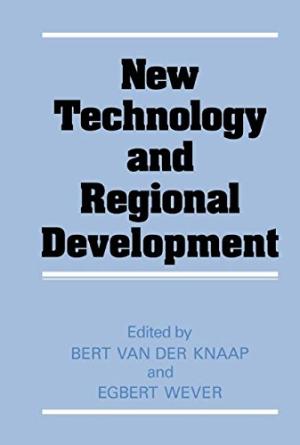 New
Technology
and
Regional
Development
Edited by
BERT VAN DER KNAAP
and
EGBERT WEVER